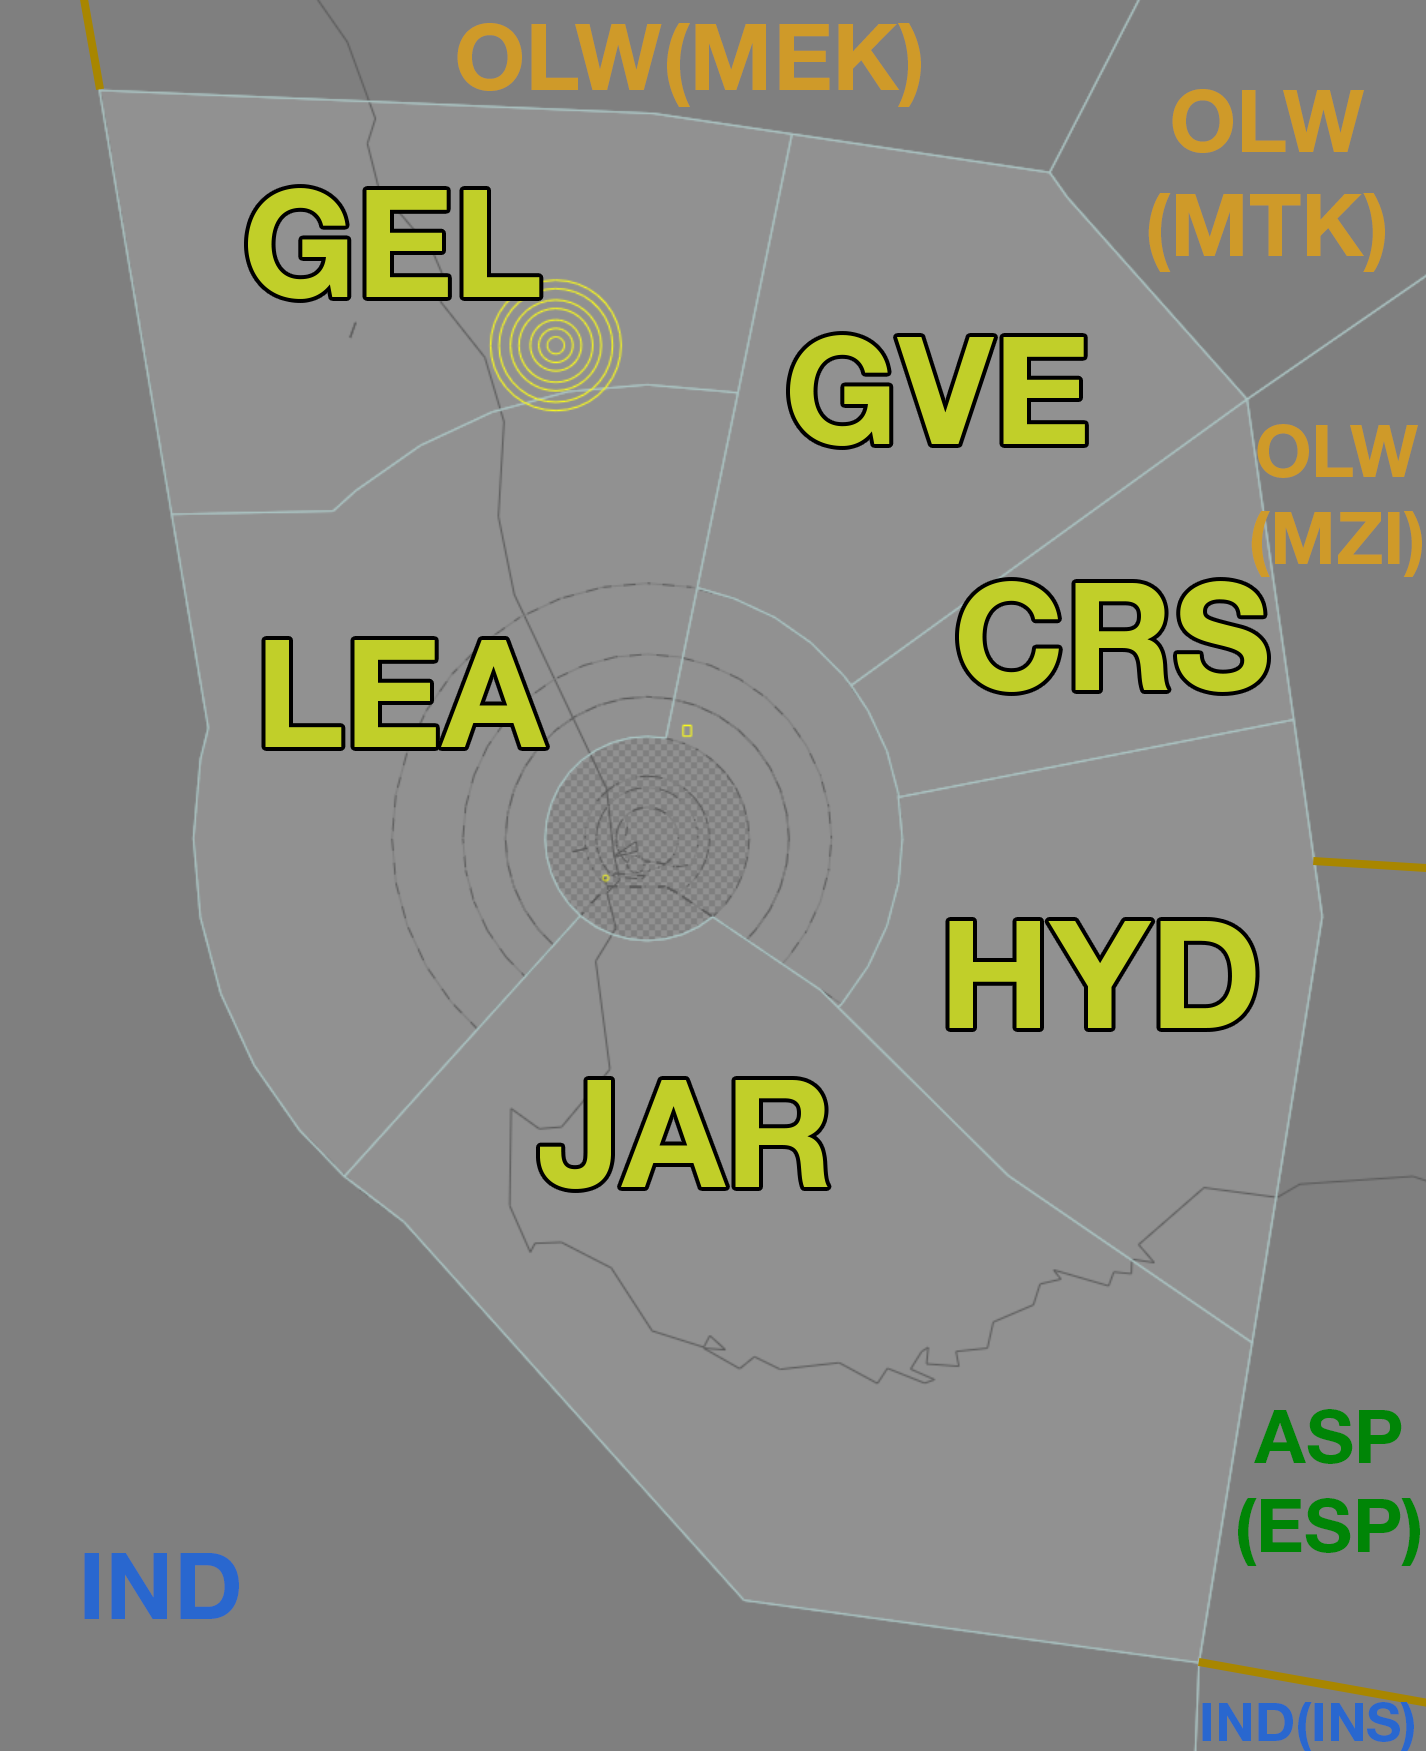 OLW(MEK)
OLW
(MTK)
GEL
GVE
OLW
(MZI)
CRS
LEA
HYD
JAR
ASP
(ESP)
IND
IND(INS)